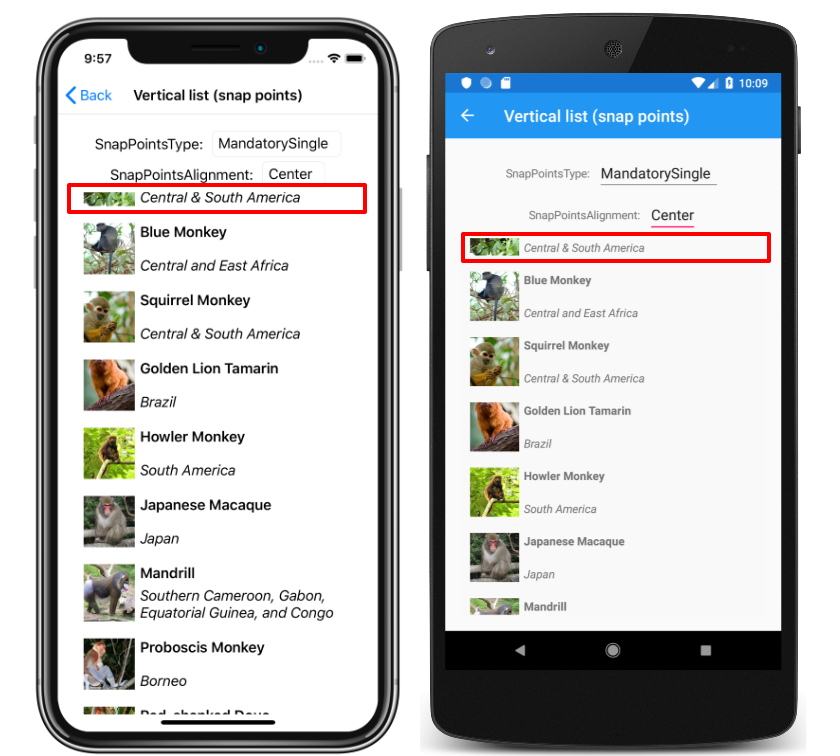 9:57
Back
Vertical list (snap points)
SnapPointsType: MandatorySingle
SnapPointsAlignment: Center
Central & South America
Blue Monkey
Central and East Africa
Squirrel Monkey
Central & South America
Golden Lion Tamarin
Brazil
Howler Monkey
South America
Japanese Macaque
Japan
Mandrill
Southern Cameroon, Gabon,
Equatorial Guinea, and Congo
Proboscis Monkey
Borneo
10:09
Vertical list (snap points)
SnapPointsType: MandatorySingle
SnapPointsAlignment: Center
Central & South America
Blue Monkey
Central and East Africa
Squirrel Monkey
Central & South America
Golden Lion Tamarin
Brazil
Howler Monkey
South America
Japanese Macaque
Japan
Mandrill